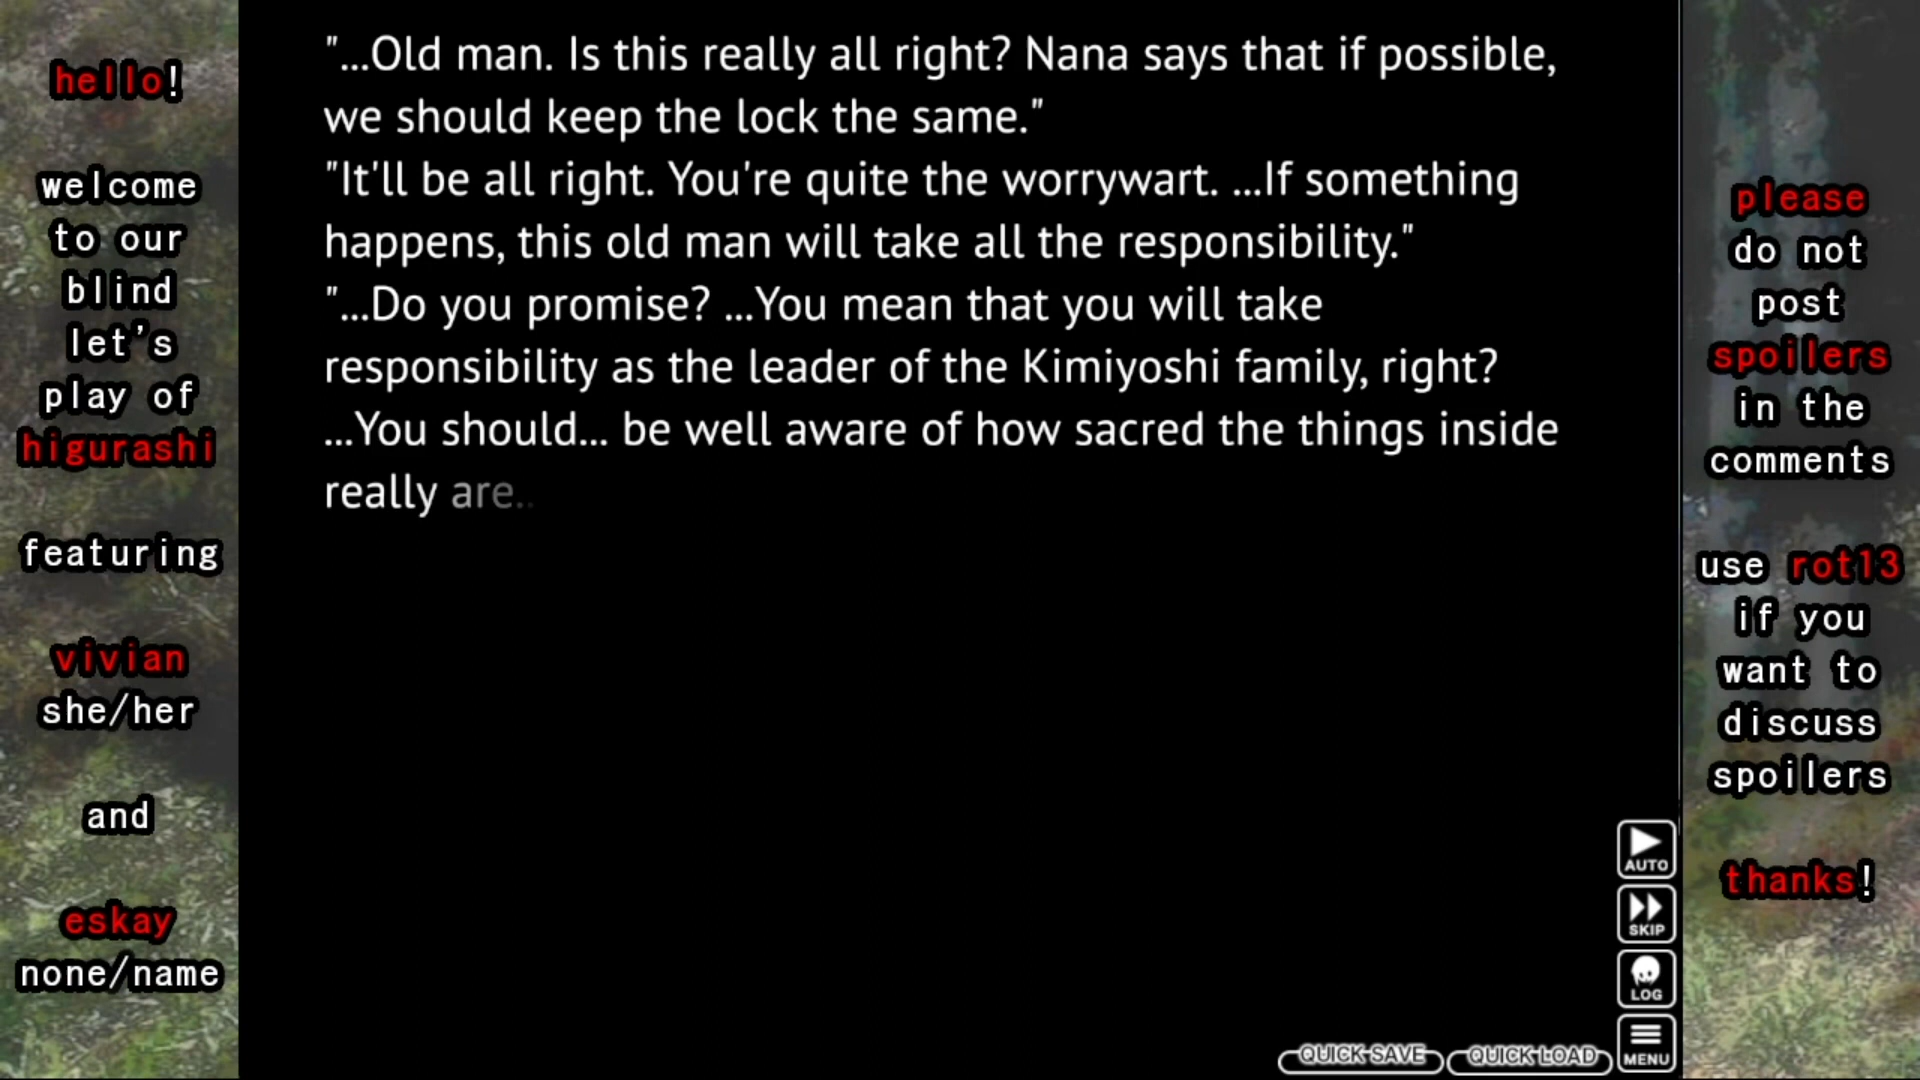 hello!
welcome
to our
blind
let's
play of
higurashi
featuring
vivian
she/her
and
eskay
none/name
"...Old man. Is this really all right? Nana says that if possible,
we should keep the lock the same."
"It'll be all right. You're quite the worrywart. ...If something
happens, this old man will take all the responsibility."
"...Do you promise? ...You mean that you will take
responsibility as the leader of the Kimiyoshi family, right?
...You should... be well aware of how sacred the things inside
really are..
AUTO
SKIP
LOG
MENU
QUICK SAVE
QUICK LOAD
please
do not
post
spoilers
in the
comments
use rot13
if you
want to
discuss
spoilers
thanks!